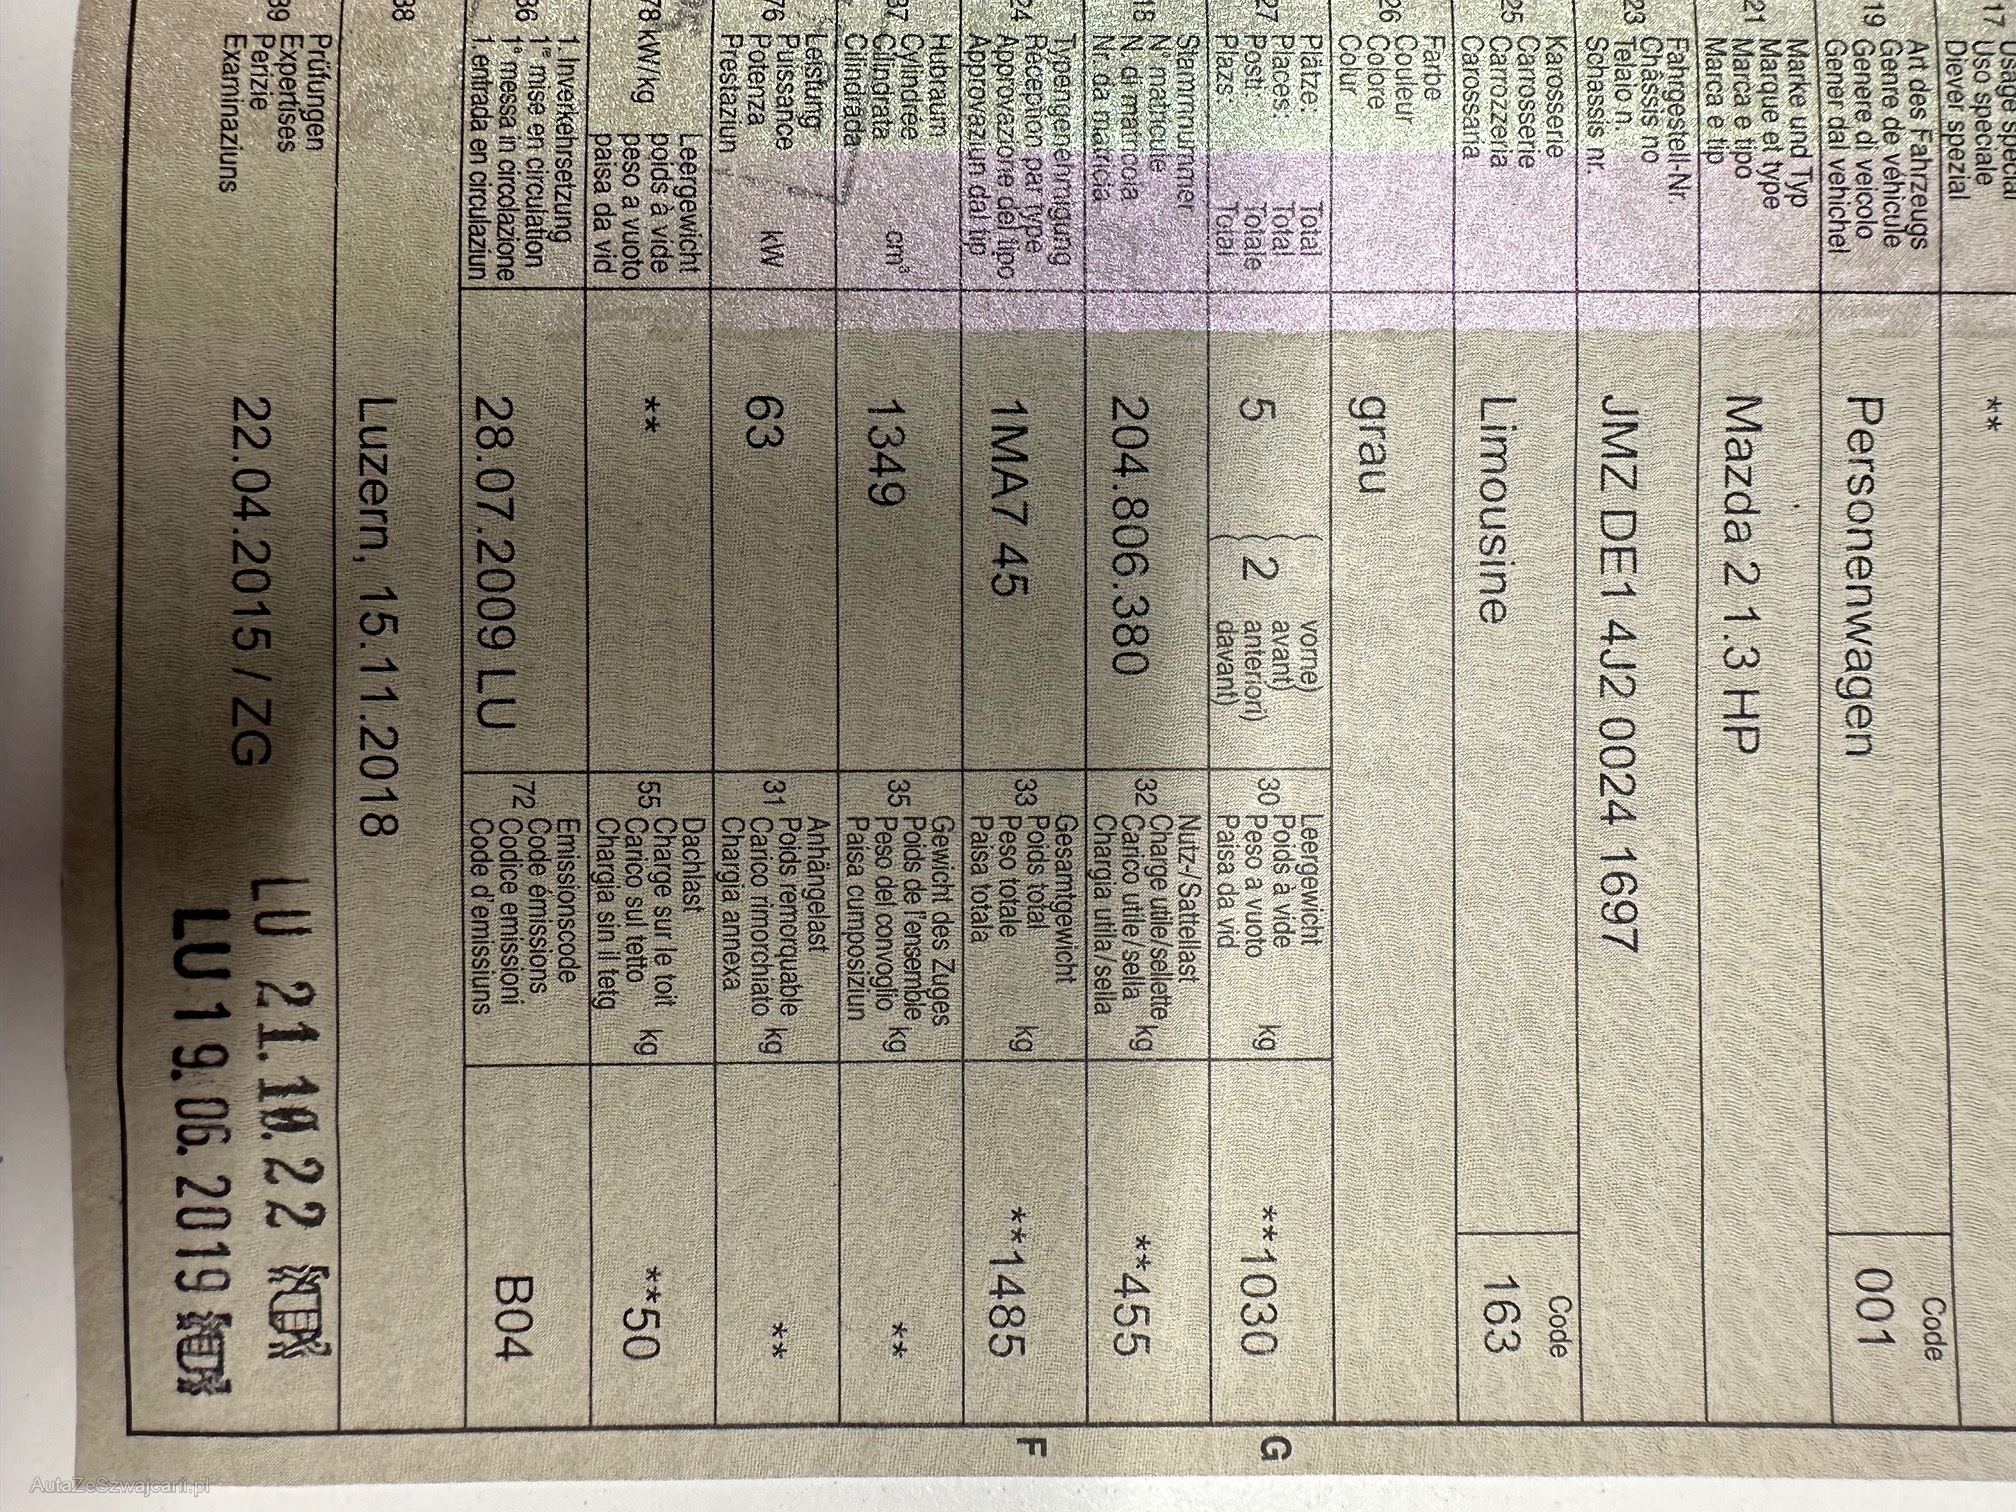 17 Uso speciale **
Diever spezial
Art des Fahrzeugs Code
Genre de véhicule
19 Genere di veicolo Personenwagen 001
Gener dal vehichel
Marke und Typ
Marque et type
21 Marca e tipo Mazda 2 1.3 HP
Marca e tip
Fahrgestell-Nr.
Châssis no
23 Telaio n. JMZ DE1 4J2 0024 1697
Schassis nr.
Karosserie Code
Carosserie
25 Carrozzeria Limousine 163
Carossaria
Farbe
Couleur
26 Colore grau
Colur
Plätze: Total vorne) Leergewicht
Places: Total avant) Poids à vide
27 Posti: Totale 5 2 anteriori) 30 Peso a vuoto kg **1030 G
Plazs: Total davant) Paisa da vid
Stammnummer Nutz-/Sattellast
N° matricule Charge utile/sellette
18 N. di matricola 204.806.380 32 Carico utile/sella kg **455
Nr. da matricla Chargia utila/sella
Typengenehmigung Gesamtgewicht
Réception par type Poids total
24 Approvazione del tipo 1MA7 45 33 Peso totale kg **1485 F
Approvaziun dal tip Paisa totala
Hubraum Gewicht des Zuges
Cylindrée Poids de l'ensemble
37 Cilindrata cm³ 1349 35 Peso del convoglio kg **
Cilindrada Paisa cumposiziun
Leistung Anhängelast
Puissance Poids remorquable
76 Potenza kW 63 31 Carico rimorchiato kg **
Prestaziun Chargia annexa
Leergewicht Dachlast
poids à vide Charge sur le toit
78 kW/kg peso a vuoto ** 55 Carico sul tetto kg **50
paisa da vid Chargia sin il tetg
1. Inverkehrsetzung Emissionscode
1re mise en circulation Code émissions
36 1a messa in circolazione 28.07.2009 LU 72 Codice emissioni B04
1. entrada en circulaziun Code d'emissiuns
38 Luzern, 15.11.2018
Prüfungen
Expertises LU 21.10.22
39 Perizie 22.04.2015 / ZG
Examinaziuns LU 19.06.2019
AutaZeSzwajcarii.pl